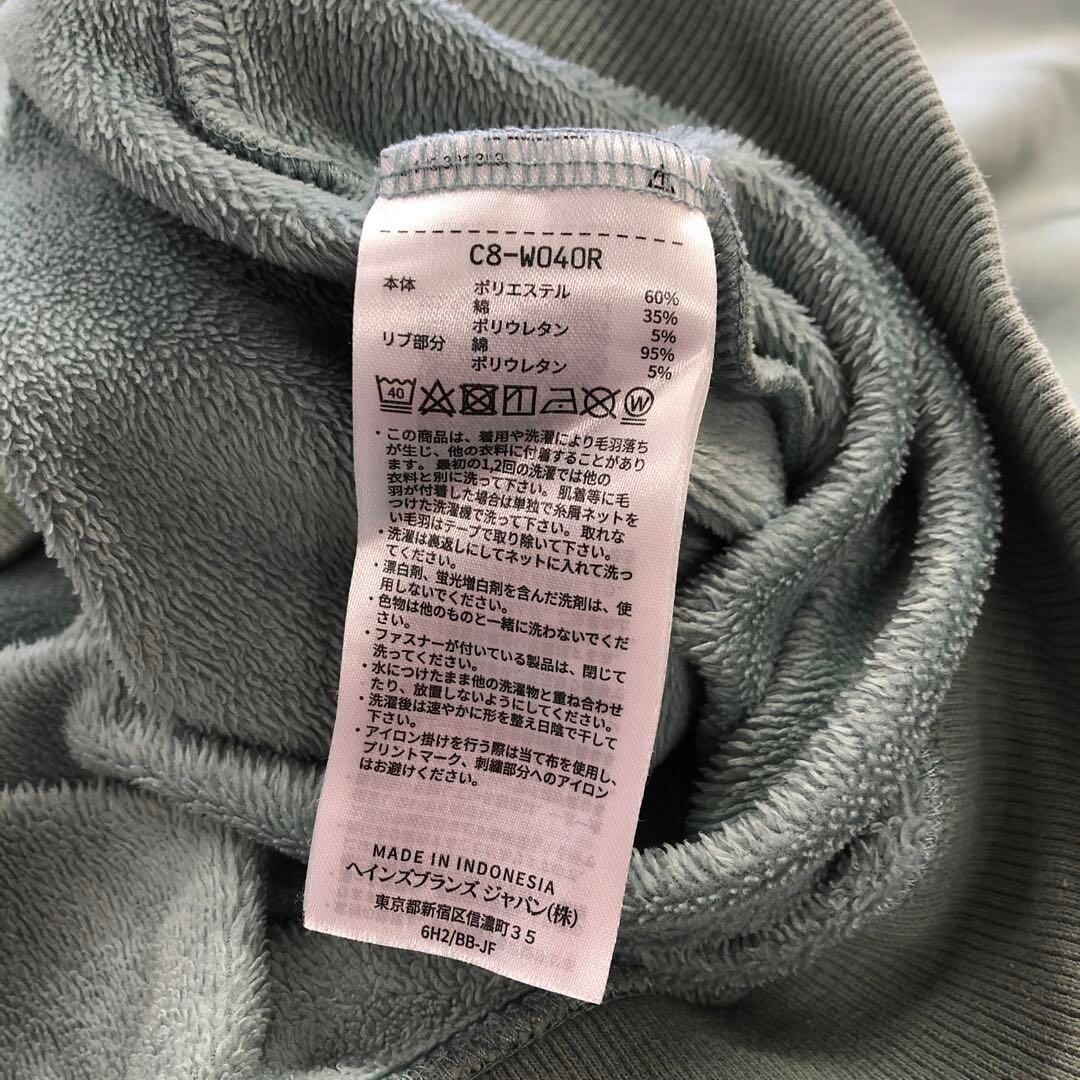 C8-W040R
本体 ポリエステル 60%
綿 35%
ポリウレタン 5%
リブ部分 綿 95%
ポリウレタン 5%
40
W
・この商品は、着用や洗濯により毛羽落ち
が生じ、他の衣料に付着することがあり
ます。最初の1,2回の洗濯では他の
衣料と別に洗って下さい。肌着等に毛
羽が付着した場合は単独で糸屑ネットを
つけた洗濯機で洗って下さい。取れな
い毛羽はテープで取り除いて下さい。
・洗濯は裏返しにしてネットに入れて洗っ
てください。
・漂白剤、蛍光増白剤を含んだ洗剤は、使
用しないでください。
・色物は他のものと一緒に洗わないでくだ
さい。
・ファスナーが付いている製品は、閉じて
洗ってください。
・水につけたまま他の洗濯物と重ね合わせ
たり、放置しないようにしてください。
・洗濯後は速やかに形を整え日陰で干して
下さい。
・アイロン掛けを行う際は当て布を使用し、
プリントマーク、刺繍部分へのアイロン
はお避けください。
MADE IN INDONESIA
ヘインズブランズ ジャパン(株)
東京都新宿区信濃町35
6H2/BB-JF